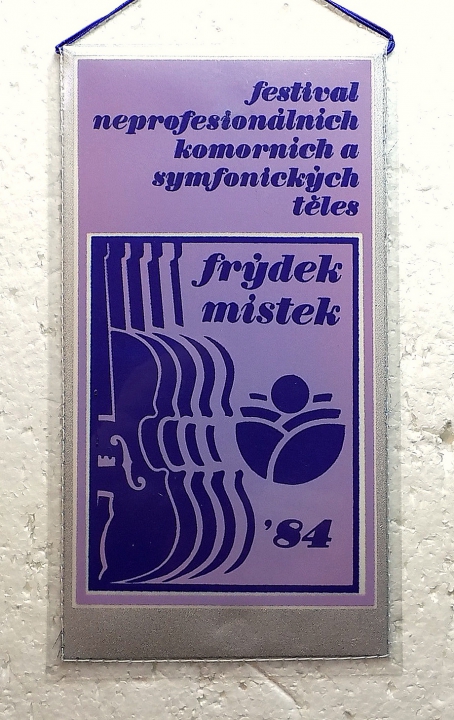 festival
neprofesionálních
komorních a
symfonických
těles
frýdek
místek
'84